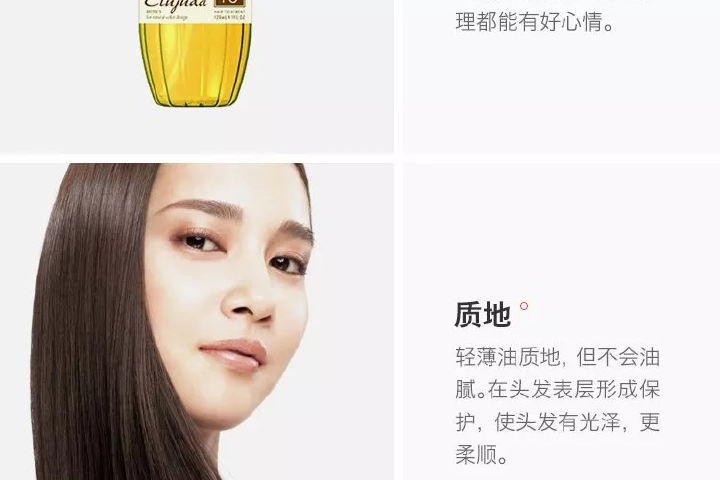 Elujuda
理都能有好心情。
质地
轻薄油质地，但不会油
腻。在头发表层形成保
护，使头发有光泽，更
柔顺。